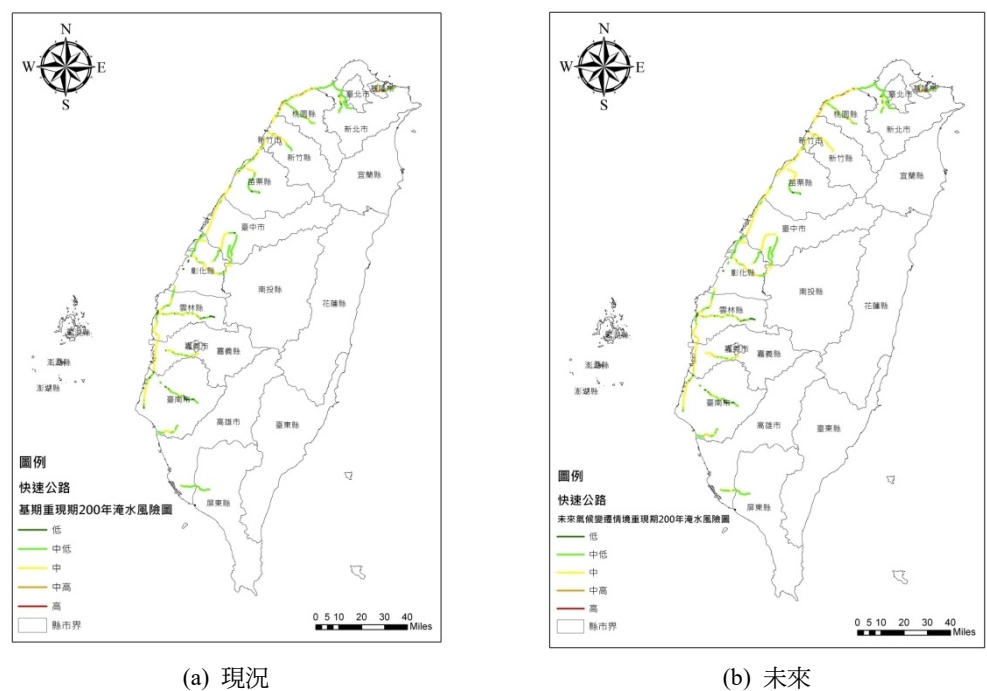 N
W E
S
臺北市
桃園縣
新北市
新竹市
新竹縣
宜蘭縣
苗栗縣
臺中市
彰化縣
南投縣
花蓮縣
雲林縣
嘉義市
嘉義縣
澎湖縣
澎湖縣
臺南市
高雄市
臺東縣
屏東縣
圖例
快速公路
基期重現期200年淹水風險圖
低
中低
中
中高
高
縣市界
0 5 10 20 30 40
Miles
(a) 現況
N
W E
S
臺北市
桃園縣
新北市
新竹市
新竹縣
宜蘭縣
苗栗縣
臺中市
彰化縣
南投縣
花蓮縣
雲林縣
嘉義市
嘉義縣
澎湖縣
澎湖縣
臺南市
高雄市
臺東縣
屏東縣
圖例
快速公路
未來氣候變遷情境重現期200年淹水風險圖
低
中低
中
中高
高
縣市界
0 5 10 20 30 40
Miles
(b) 未來